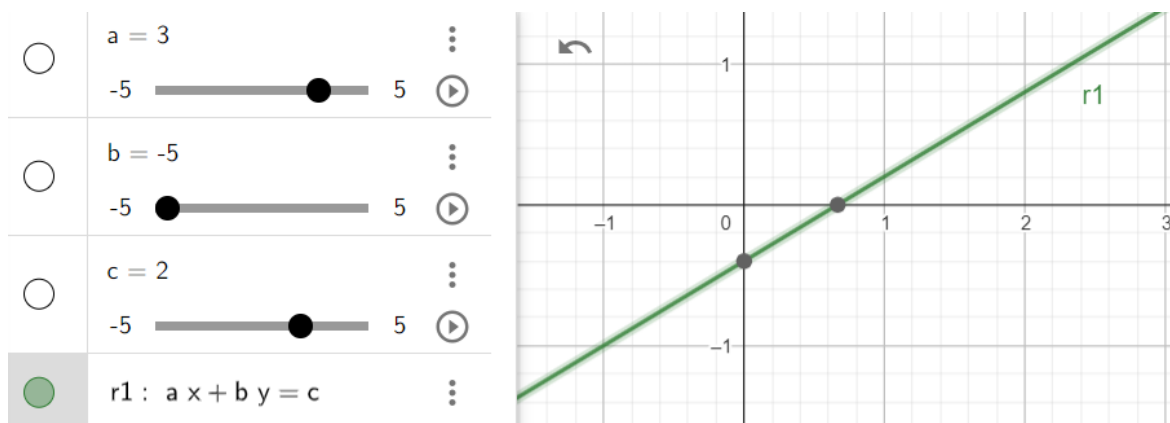 a = 3
-5 5
b = -5
-5 5
c = 2
-5 5
r1 : a x + b y = c
1
r1
–1 0 1 2 3
–1